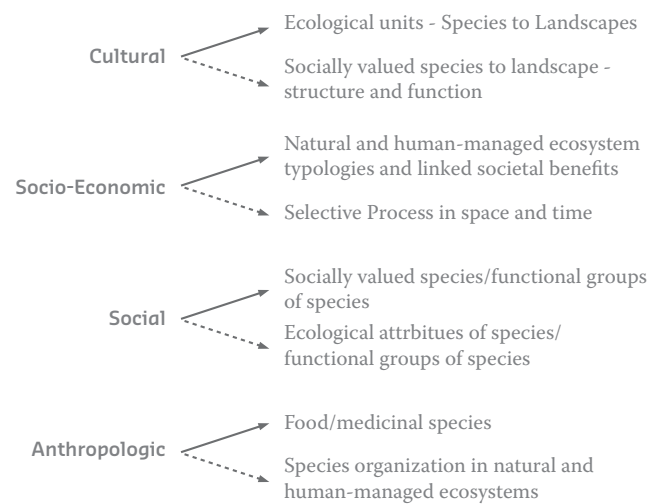 Cultural
Ecological units - Species to Landscapes
Socially valued species to landscape -
structure and function
Socio-Economic
Natural and human-managed ecosystem
typologies and linked societal benefits
Selective Process in space and time
Social
Socially valued species/functional groups
of species
Ecological attrbitues of species/
functional groups of species
Anthropologic
Food/medicinal species
Species organization in natural and
human-managed ecosystems